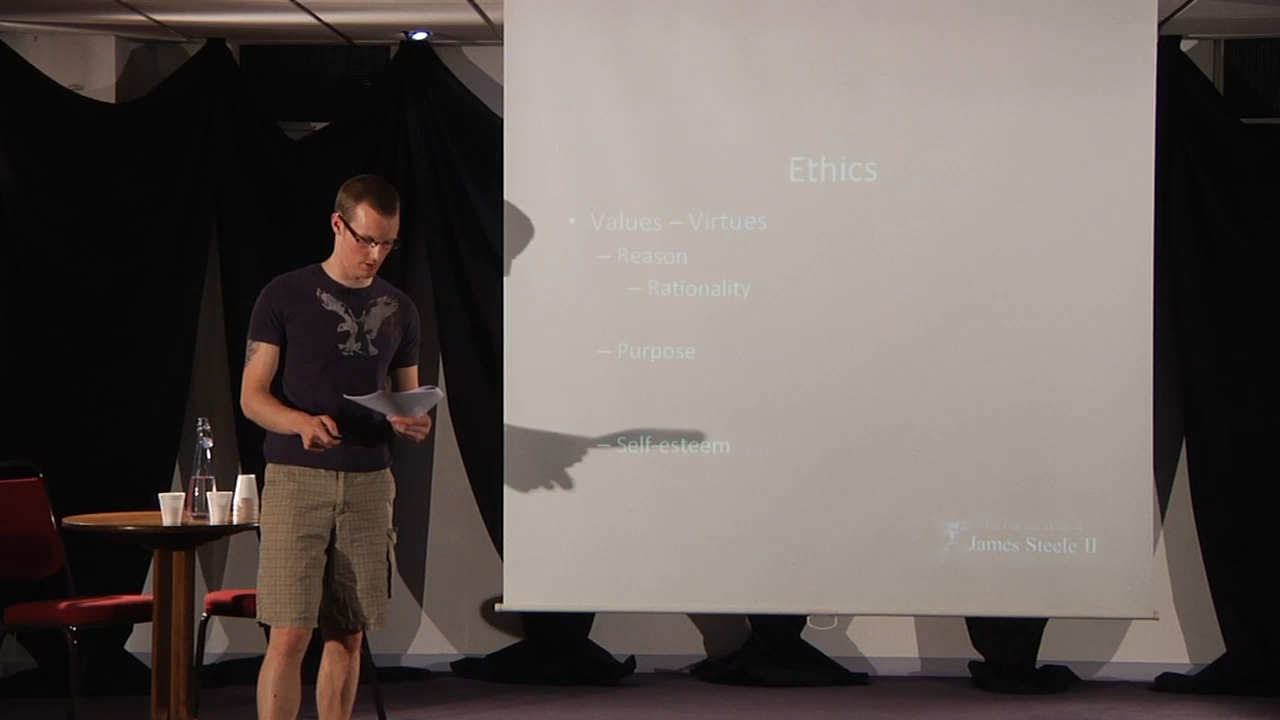 Ethics
• Values – Virtues
– Reason
– Rationality
– Purpose
– Self-esteem
James Steele II